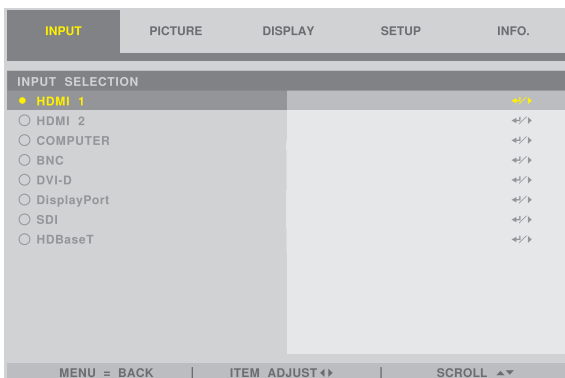 INPUT PICTURE DISPLAY SETUP INFO.
INPUT SELECTION
HDMI 1
HDMI 2
COMPUTER
BNC
DVI-D
DisplayPort
SDI
HDBaseT
MENU = BACK | ITEM ADJUST | SCROLL